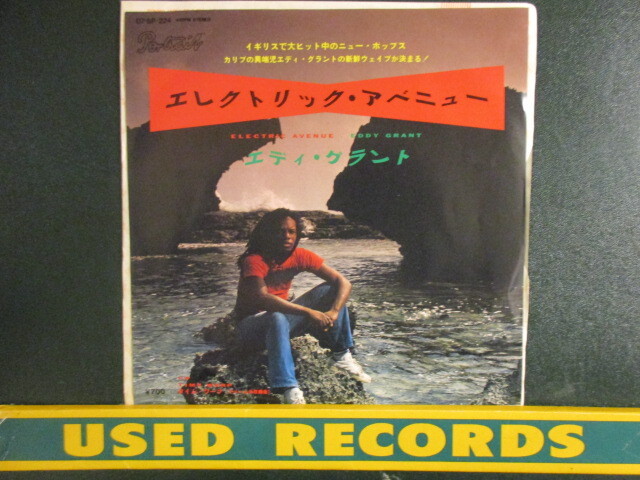 イギリスで大ヒット中のニュー・ポップス
カリブの異端児エディ・グラントの新鮮ウェイブが決まる!
エレクトリック・アベニュー
ELECTRIC AVENUE EDDY GRANT
エディ・グラント
¥700
USED RECORDS